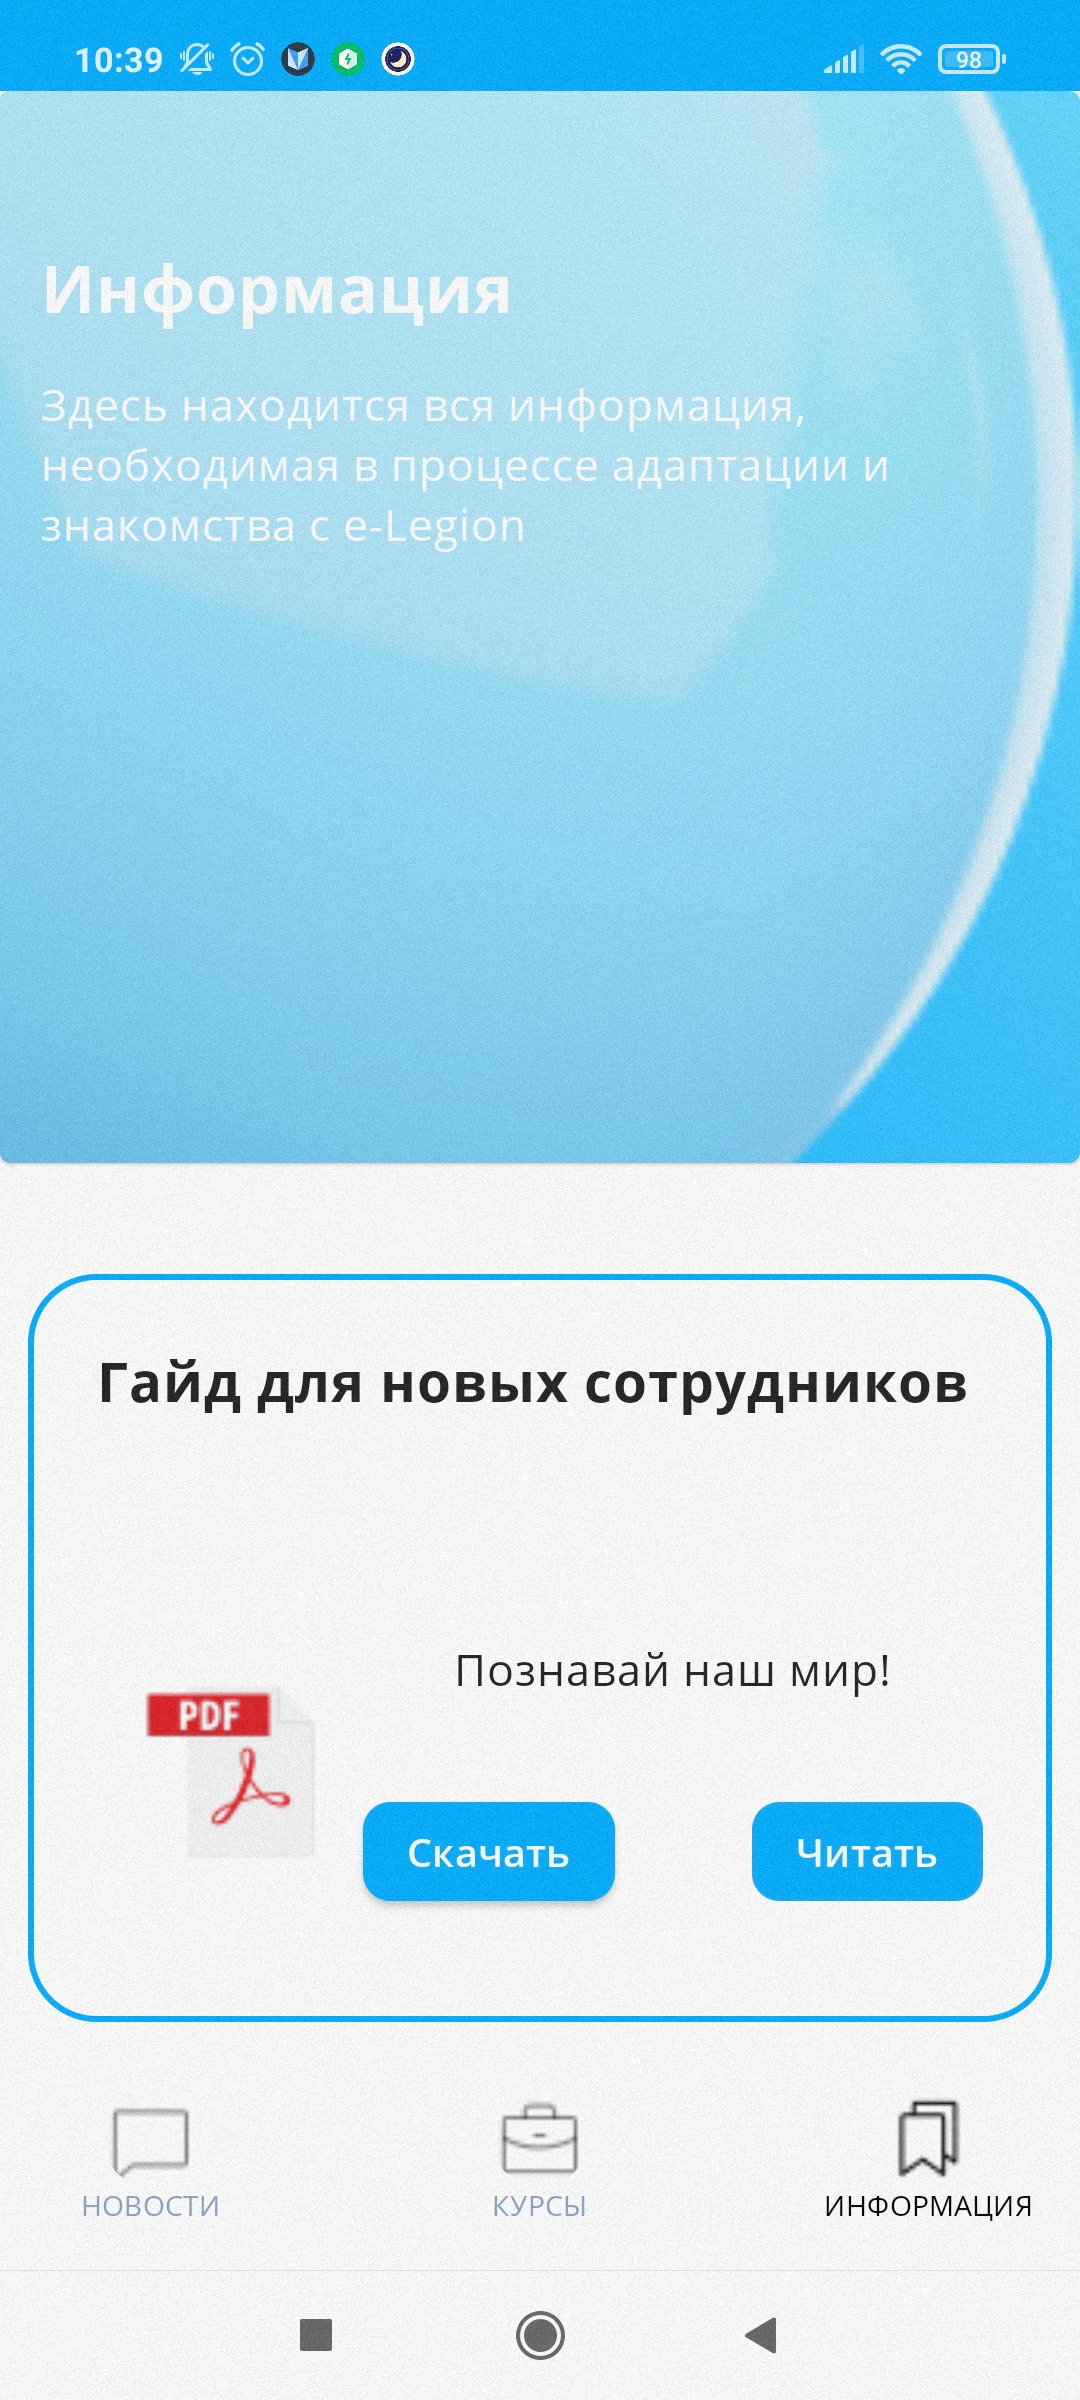 10:39
98
Информация
Здесь находится вся информация,
необходимая в процессе адаптации и
знакомства с e-Legion
Гайд для новых сотрудников
Познавай наш мир!
PDF
Скачать
Читать
НОВОСТИ
КУРСЫ
ИНФОРМАЦИЯ